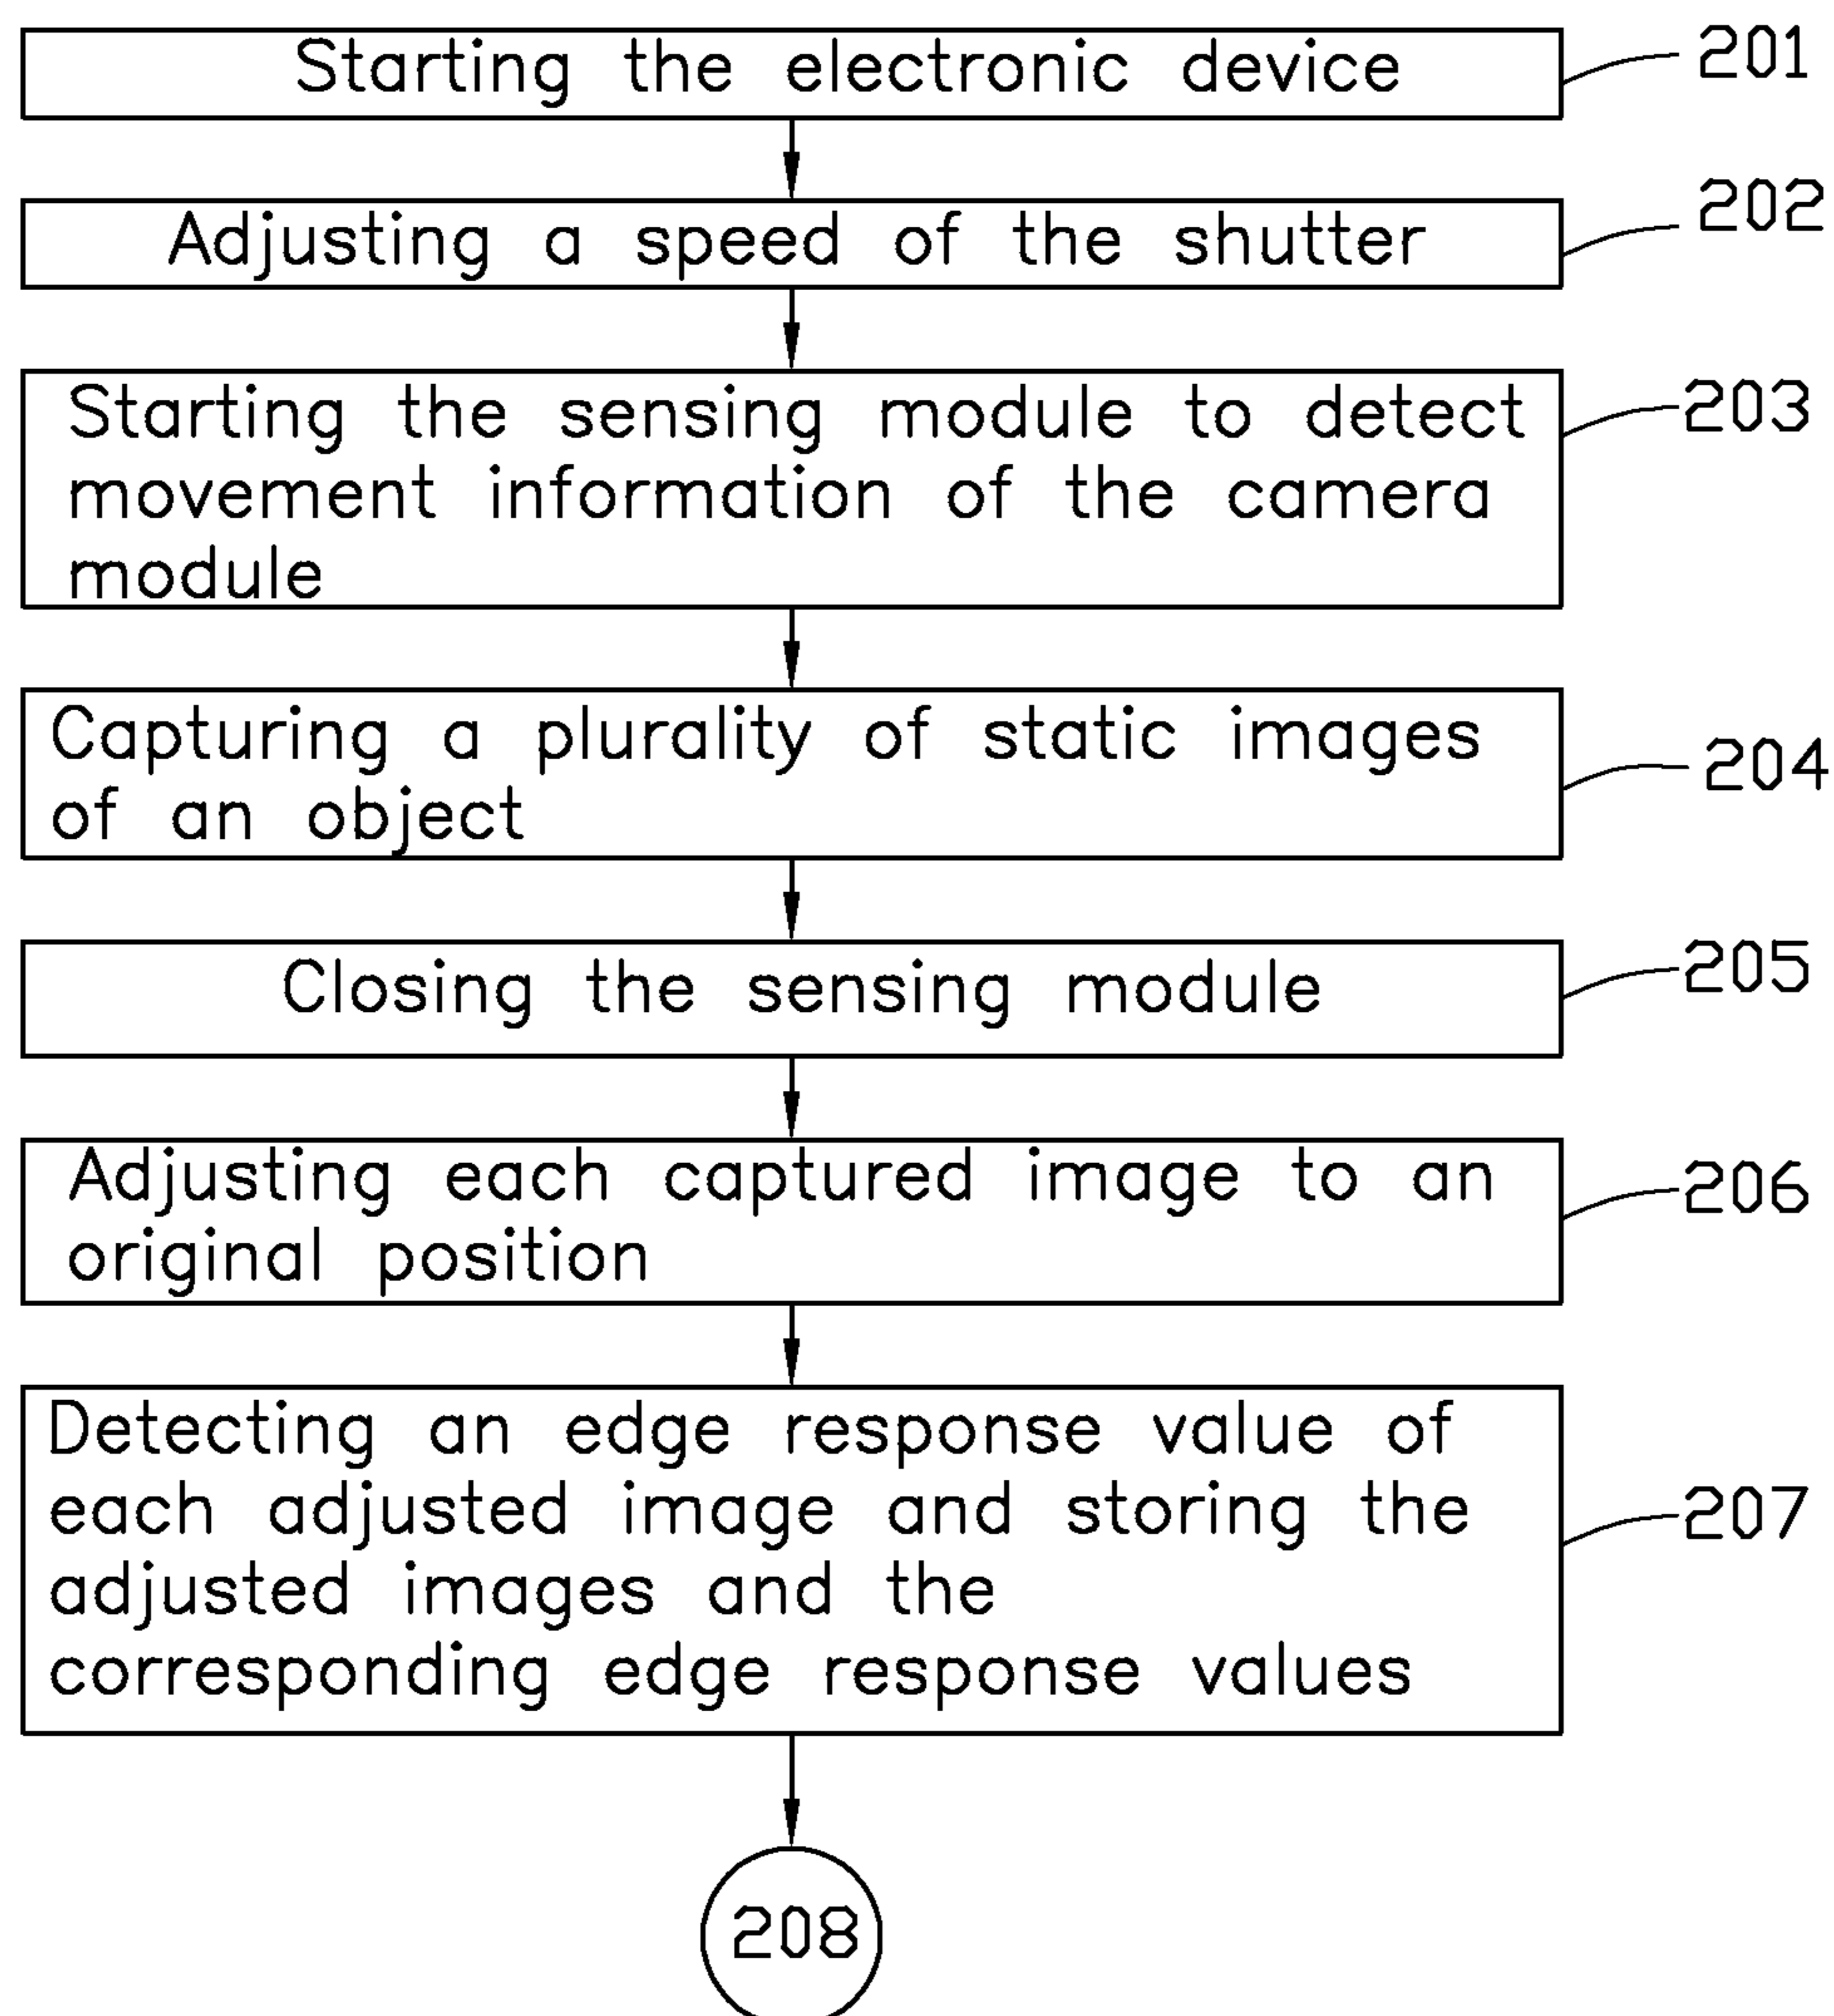 Starting the electronic device
201
Adjusting a speed of the shutter
202
Starting the sensing module to detect
movement information of the camera
module
203
Capturing a plurality of static images
of an object
204
Closing the sensing module
205
Adjusting each captured image to an
original position
206
Detecting an edge response value of
each adjusted image and storing the
adjusted images and the
corresponding edge response values
207
208